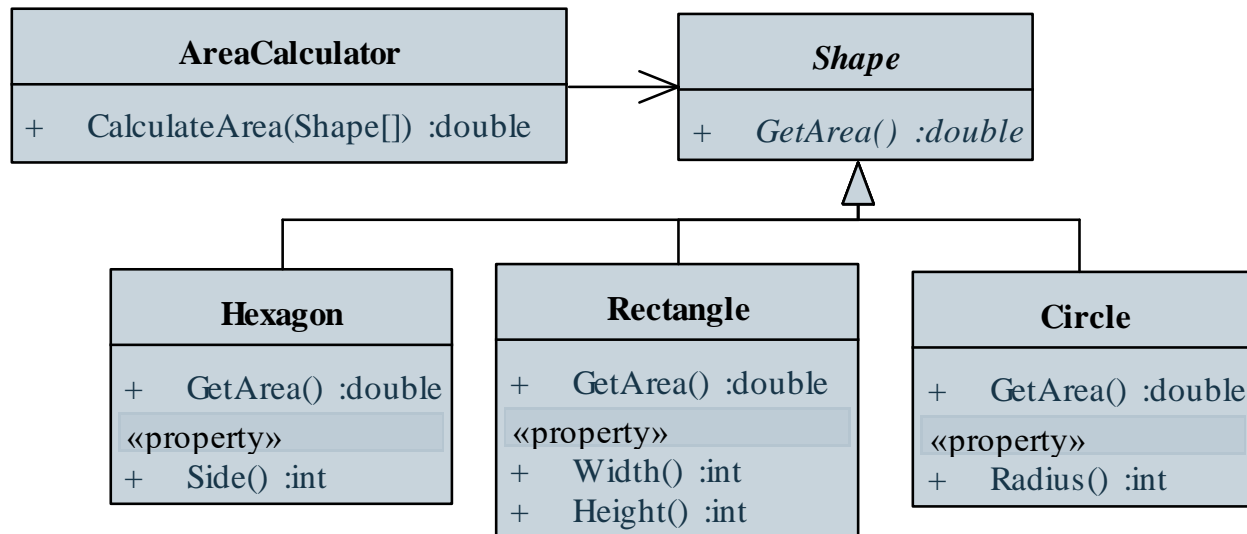 AreaCalculator
+ CalculateArea(Shape[]) :double
Shape
+ GetArea() :double
Hexagon
+ GetArea() :double
«property»
+ Side() :int
Rectangle
+ GetArea() :double
«property»
+ Width() :int
+ Height() :int
Circle
+ GetArea() :double
«property»
+ Radius() :int